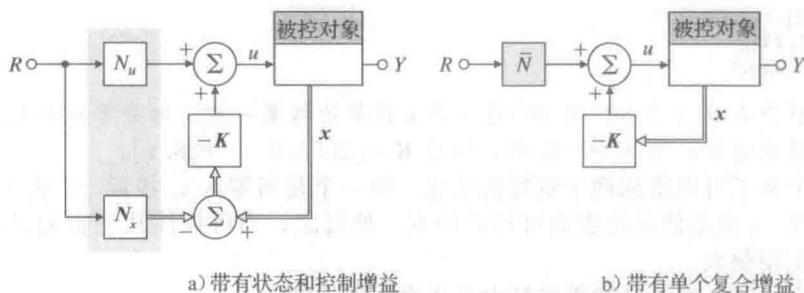 被控对象
R
N_u
+
Σ
u
Y
+
x
−K
N_x
−
Σ
+
a) 带有状态和控制增益
被控对象
R
N̄
+
Σ
u
Y
+
x
−K
b) 带有单个复合增益